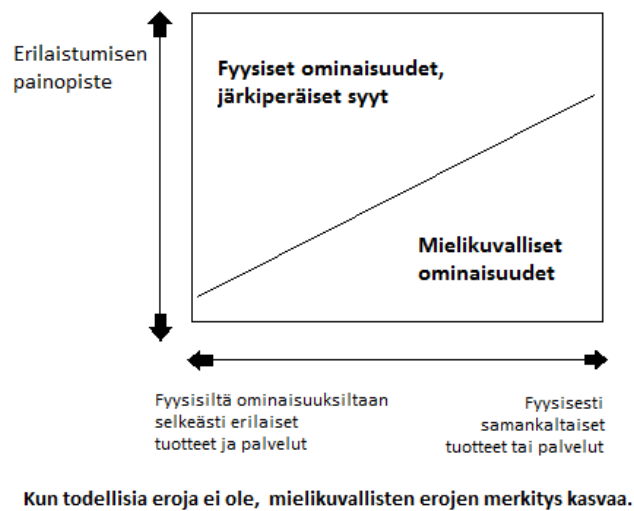 Erilaistumisen
painopiste
Fyysiset ominaisuudet,
järkiperäiset syyt
Mielikuvalliset
ominaisuudet
Fyysisiltä ominaisuuksiltaan
selkeästi erilaiset
tuotteet ja palvelut
Fyysisesti
samankaltaiset
tuotteet tai palvelut
Kun todellisia eroja ei ole, mielikuvallisten erojen merkitys kasvaa.